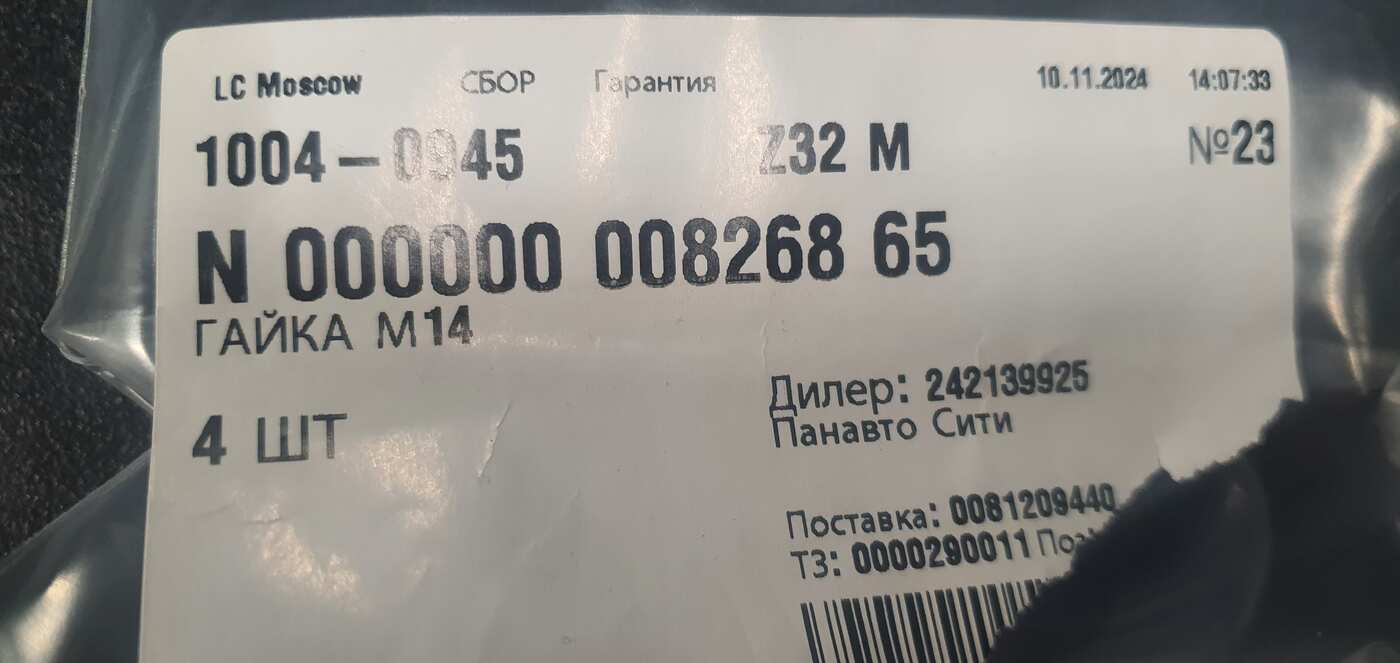 LC Moscow СБОР Гарантия 10.11.2024 14:07:33
1004-0945 Z32 M №23
N 000000 008268 65
ГАЙКА М14
4 ШТ
Дилер: 242139925
Панавто Сити
Поставка: 0081209440
ТЗ: 0000290011